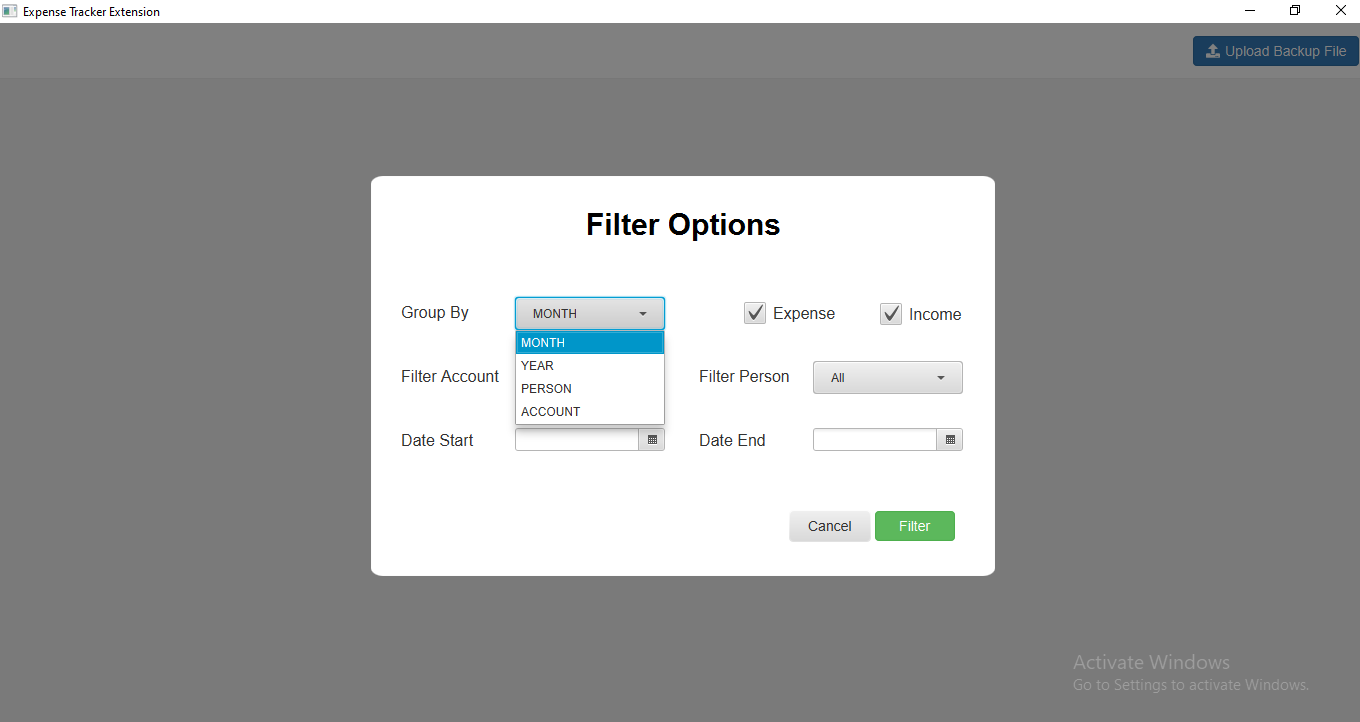 Expense Tracker Extension
Upload Backup File
Filter Options
Group By
MONTH
Expense
Income
MONTH
YEAR
PERSON
ACCOUNT
Filter Account
Filter Person
All
Date Start
Date End
Cancel
Filter
Activate Windows
Go to Settings to activate Windows.